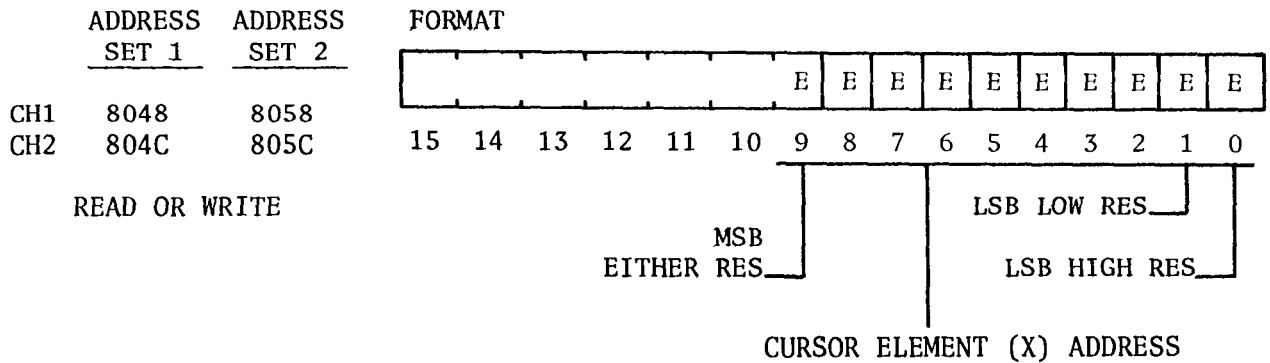 ADDRESS ADDRESS FORMAT
SET 1 SET 2
E E E E E E E E E E
CH1 8048 8058
CH2 804C 805C 15 14 13 12 11 10 9 8 7 6 5 4 3 2 1 0
READ OR WRITE LSB LOW RES
MSB
EITHER RES LSB HIGH RES
CURSOR ELEMENT (X) ADDRESS